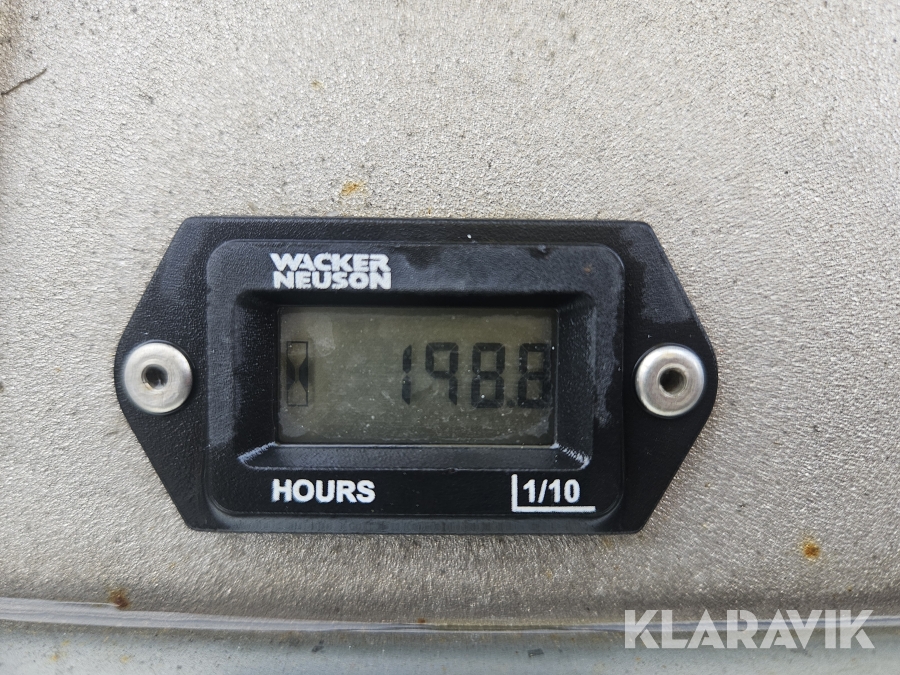 WACKER
NEUSON
198.8
HOURS
1/10
KLARAVIK